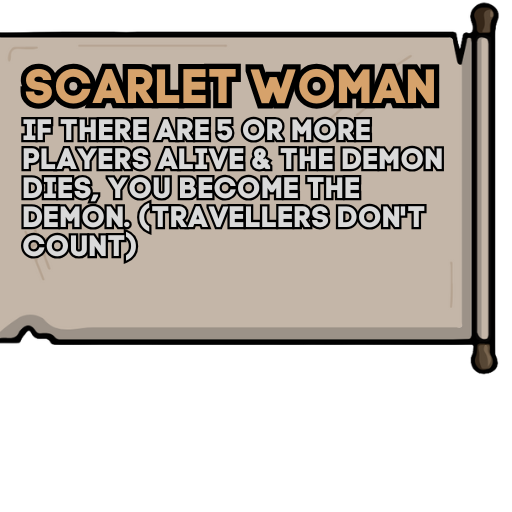 SCARLET WOMAN
IF THERE ARE 5 OR MORE
PLAYERS ALIVE & THE DEMON
DIES, YOU BECOME THE
DEMON. (TRAVELLERS DON'T
COUNT)